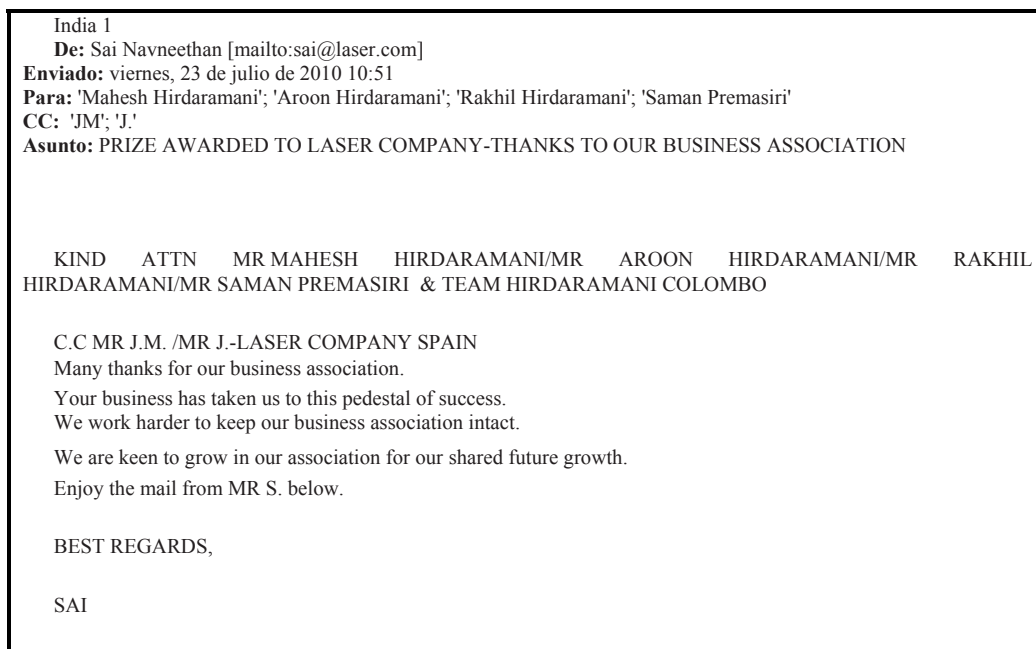 India 1
De: Sai Navneethan [mailto:sai@laser.com]
Enviado: viernes, 23 de julio de 2010 10:51
Para: 'Mahesh Hirdaramani'; 'Aroon Hirdaramani'; 'Rakhil Hirdaramani'; 'Saman Premasiri'
CC: 'JM'; 'J.'
Asunto: PRIZE AWARDED TO LASER COMPANY-THANKS TO OUR BUSINESS ASSOCIATION
KIND ATTN MR MAHESH HIRDARAMANI/MR AROON HIRDARAMANI/MR RAKHIL
HIRDARAMANI/MR SAMAN PREMASIRI & TEAM HIRDARAMANI COLOMBO
C.C MR J.M. /MR J.-LASER COMPANY SPAIN
Many thanks for our business association.
Your business has taken us to this pedestal of success.
We work harder to keep our business association intact.
We are keen to grow in our association for our shared future growth.
Enjoy the mail from MR S. below.
BEST REGARDS,
SAI